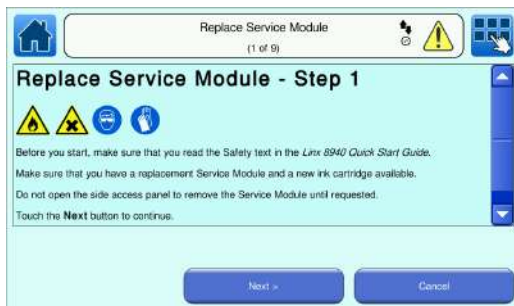 Replace Service Module
(1 of 9)
Replace Service Module - Step 1
Before you start, make sure that you read the Safety text in the Linx 8940 Quick Start Guide.
Make sure that you have a replacement Service Module and a new ink cartridge available.
Do not open the side access panel to remove the Service Module until requested.
Touch the Next button to continue.
Next >
Cancel